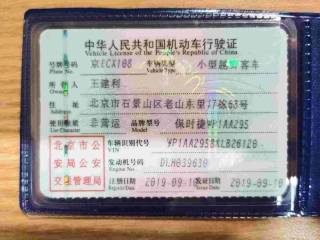 中华人民共和国机动车行驶证
Vehicle License of the People's Republic of China
号牌号码 京ECX108 车辆类型 小型越野客车
Plate No. Vehicle Type
所有人 王建利
Owner
住址 北京市石景山区老山东里17栋63号
Address
使用性质 非营运 品牌型号 保时捷WP1AA295
Use Character Model
北京市公安局公安交通管理局
车辆识别代号
VIN
发动机号码
Engine No.
注册日期 2019-09-10 发证日期 2019-09-10
Register Date Issue Date